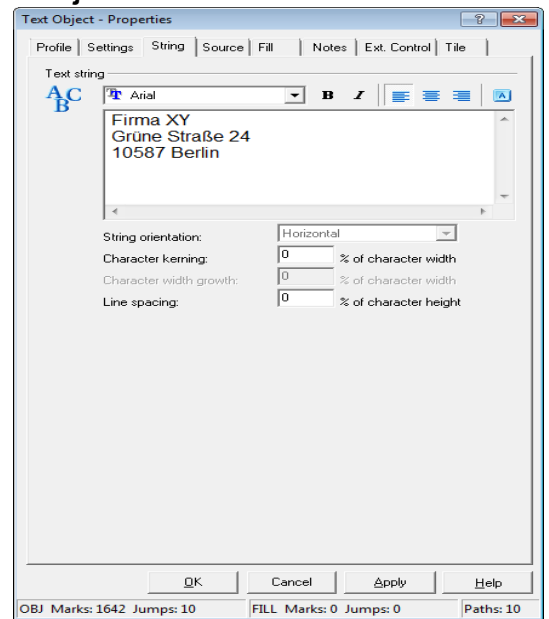 Text Object - Properties
Profile Settings String Source Fill Notes Ext. Control Tile
Text string
ABC Arial B I A
Firma XY
Grüne Straße 24
10587 Berlin
String orientation: Horizontal
Character kerning: 0 % of character width
Character width growth: 0 % of character width
Line spacing: 0 % of character height
OK Cancel Apply Help
OBJ Marks: 1642 Jumps: 10 FILL Marks: 0 Jumps: 0 Paths: 10